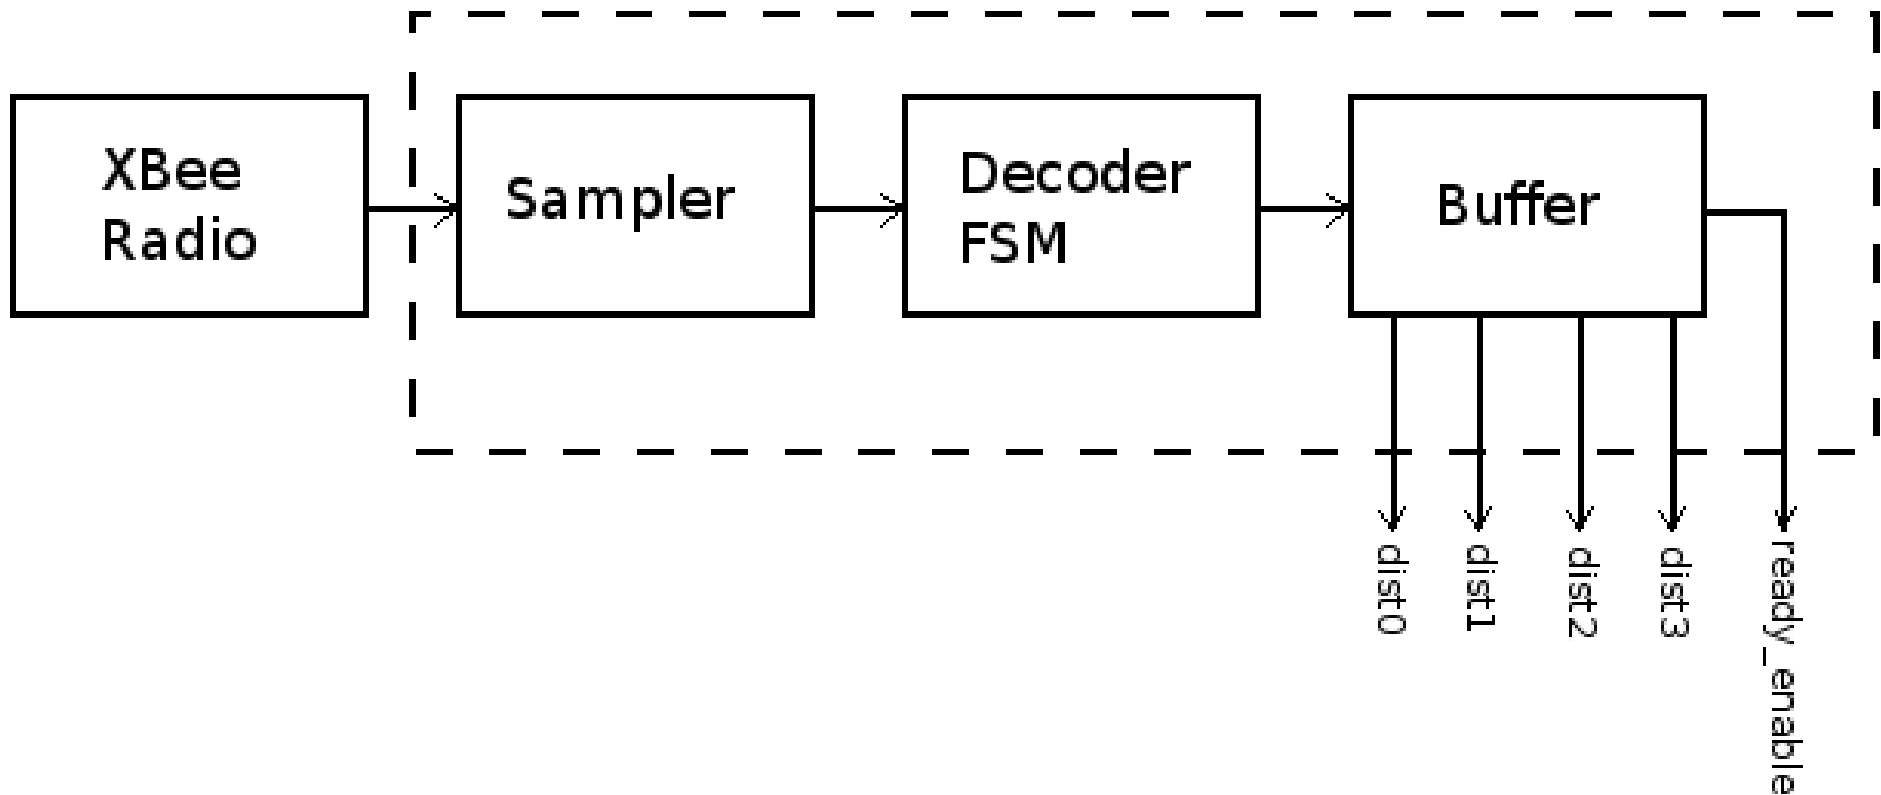 XBee
Radio
Sampler
Decoder
FSM
Buffer
dist0
dist1
dist2
dist3
ready_enable